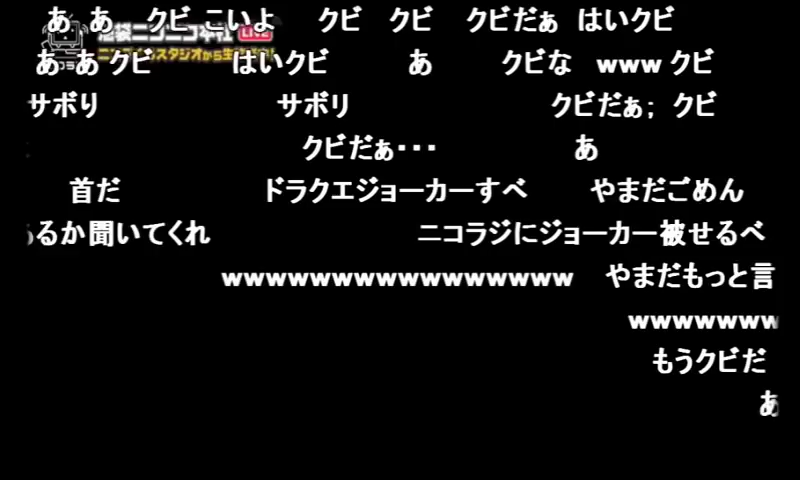 あ あ クビ こいよ クビ クビ クビだぁ はいクビ
LIVE
あ あ クビ はいクビ あ クビな www クビ
サボり サボリ クビだぁ; クビ
クビだぁ・・・ あ
首だ ドラクエジョーカーすべ やまだごめん
るか聞いてくれ ニコラジにジョーカー被せるべ
wwwwwwwwwwwwwwwww やまだもっと言
wwwwwwww
もうクビだ
あ